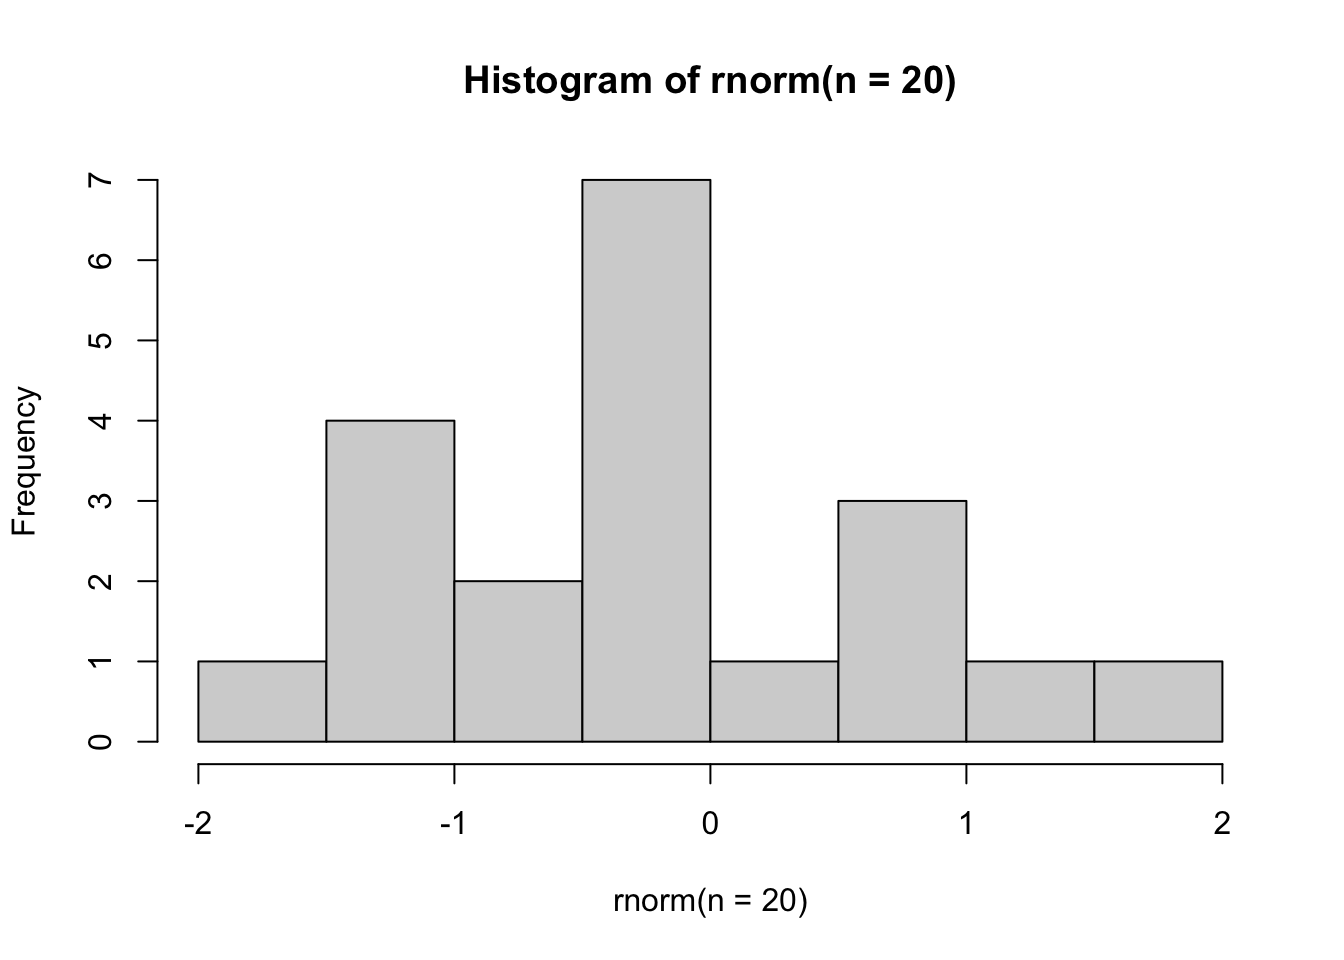 Histogram of rnorm(n = 20)
Frequency
7
6
5
4
3
2
1
0
-2 -1 0 1 2
rnorm(n = 20)